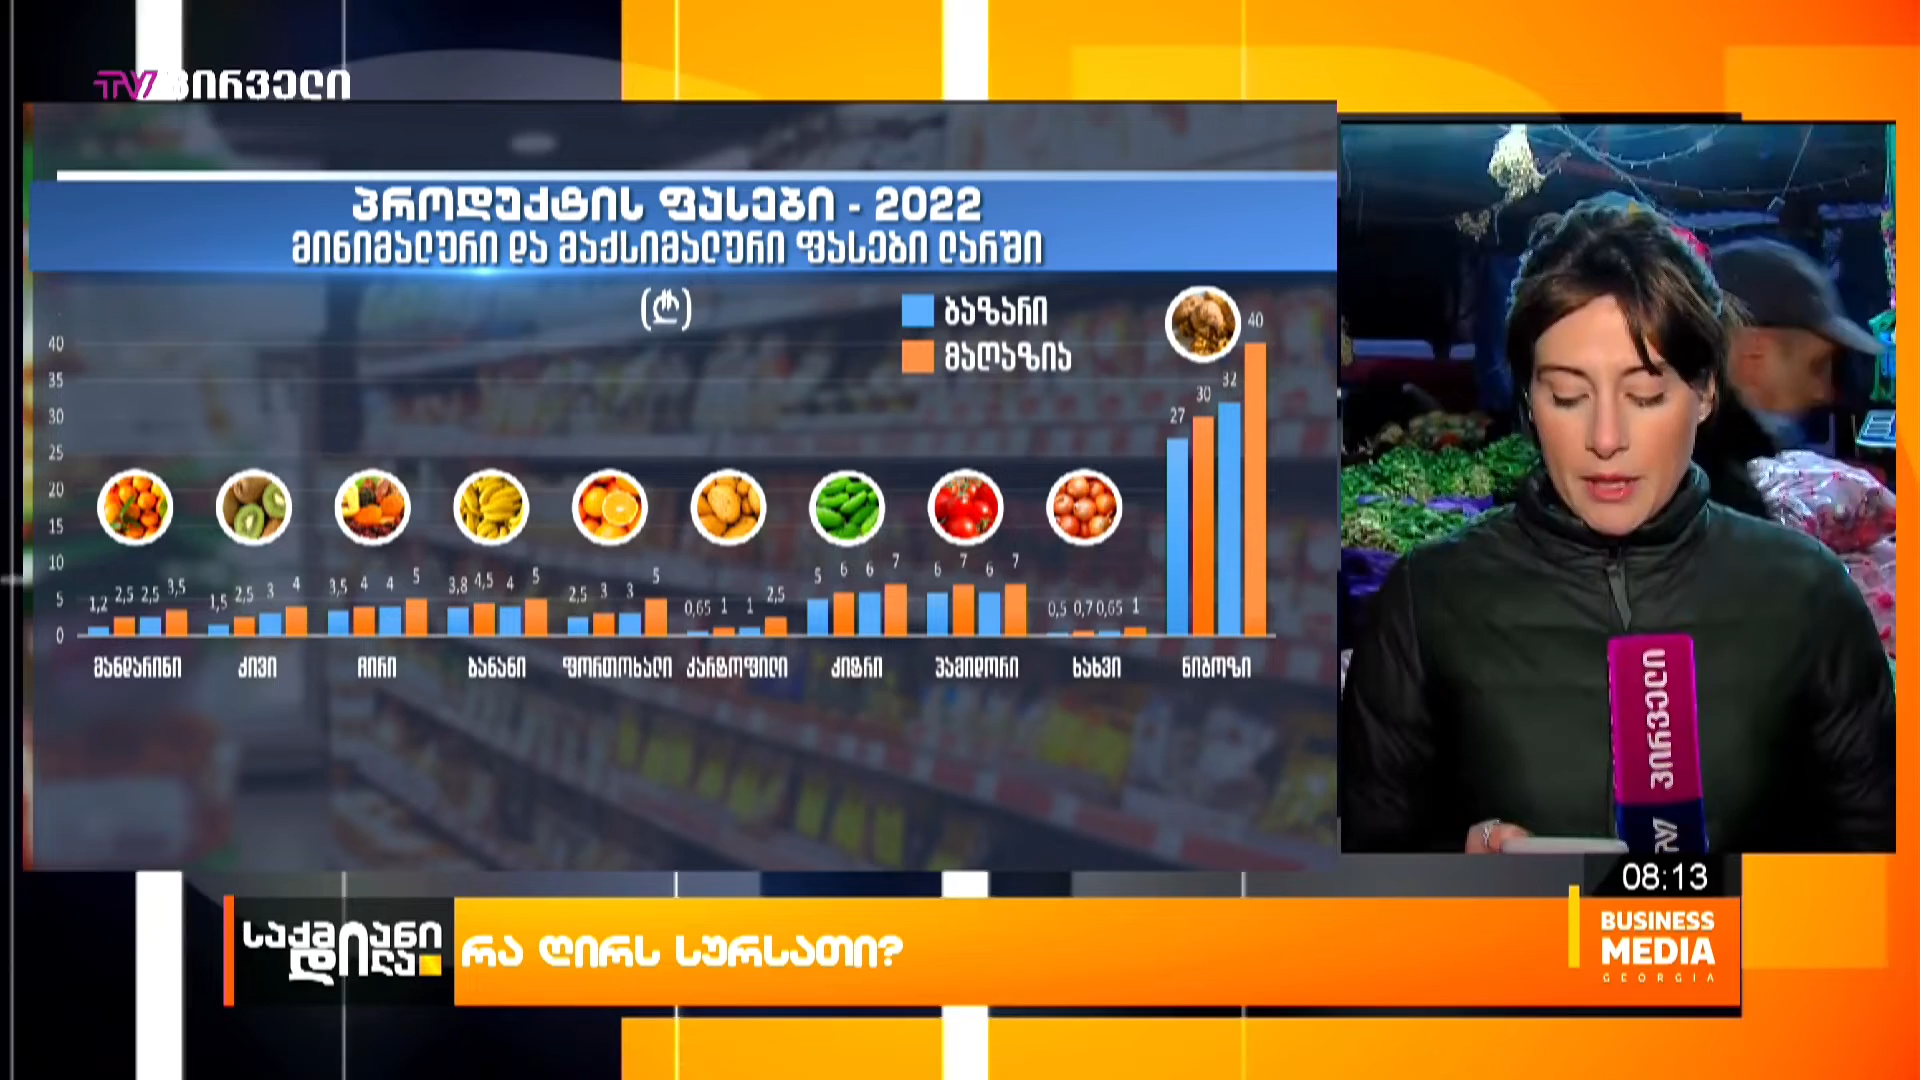 TV პირველი
ᲞᲠᲝᲓᲣᲥᲢᲘᲡ ᲤᲐᲡᲔᲑᲘ - 2022
ᲛᲘᲜᲘᲛᲐᲚᲣᲠᲘ ᲓᲐ ᲛᲐᲥᲡᲘᲛᲐᲚᲣᲠᲘ ᲤᲐᲡᲔᲑᲘ ᲚᲐᲠᲨᲘ
(₾)
ᲑᲐᲖᲐᲠᲘ
ᲛᲐᲦᲐᲖᲘᲐ
40
35
30
25
20
15
10
5
0
1,2 2,5 2,5 3,5
1,5 2,5 3 4
3,5 4 4 5
3,8 4,5 4 5
2,5 3 3 5
0,65 1 1 2,5
5 6 6 7
6 7 6 7
0,5 0,7 0,65 1
27 30 32 40
ᲛᲐᲜᲓᲐᲠᲘᲜᲘ ᲙᲘᲕᲘ ᲩᲘᲠᲘ ᲑᲐᲜᲐᲜᲘ ᲤᲝᲠᲗᲝᲮᲐᲚᲘ ᲙᲐᲠᲢᲝᲤᲘᲚᲘ ᲙᲘᲢᲠᲘ ᲞᲐᲛᲘᲓᲝᲠᲘ ᲮᲐᲮᲕᲘ ᲜᲘᲒᲝᲖᲘ
TV ᲞᲘᲠᲕᲔᲚᲘ
08:13
ᲡᲐᲥᲛᲘᲐᲜᲘ
ᲓᲘᲚᲐ
ᲠᲐ ᲦᲘᲠᲡ ᲡᲣᲠᲡᲐᲗᲘ?
BUSINESS
MEDIA
GEORGIA